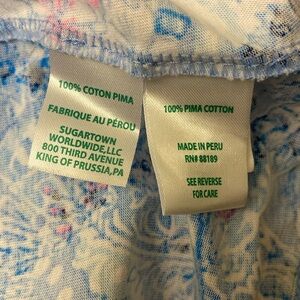 100% COTON PIMA
FABRIQUE AU PÉROU
SUGARTOWN
WORLDWIDE,LLC
800 THIRD AVENUE
KING OF PRUSSIA,PA
100% PIMA COTTON
MADE IN PERU
RN# 88189
SEE REVERSE
FOR CARE